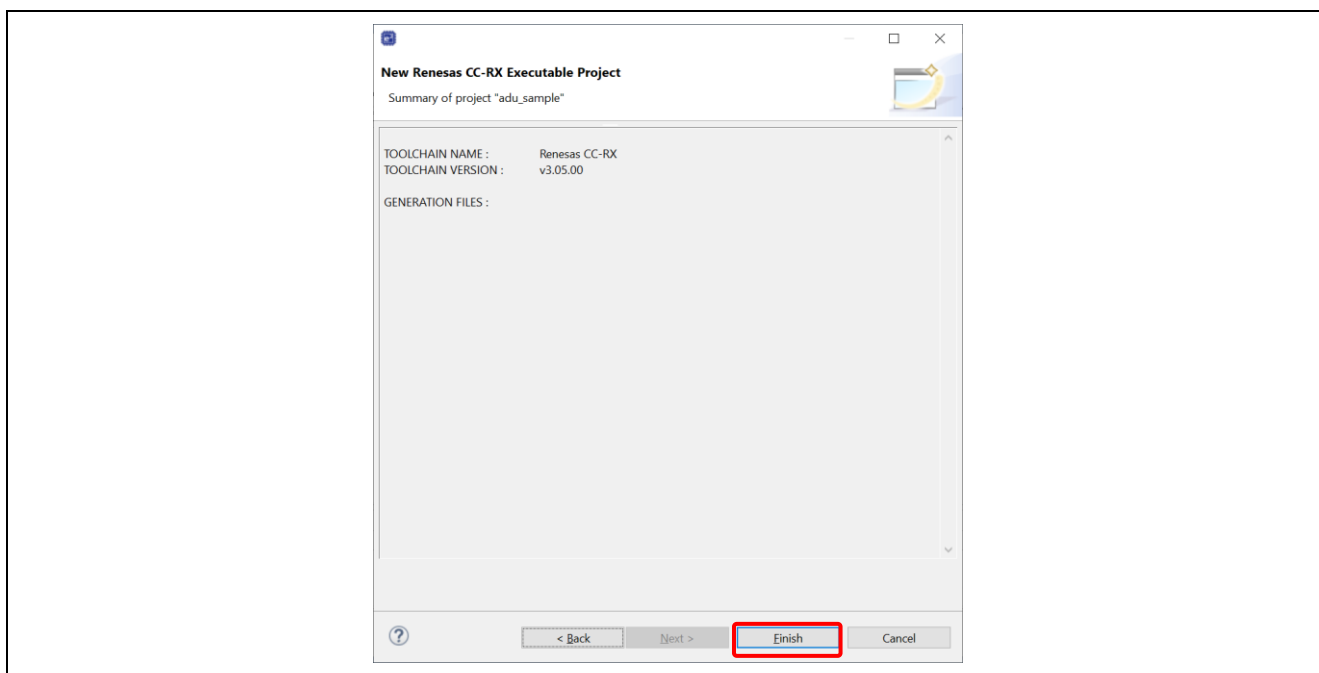 New Renesas CC-RX Executable Project
Summary of project "adu_sample"
TOOLCHAIN NAME : Renesas CC-RX
TOOLCHAIN VERSION : v3.05.00
GENERATION FILES :
? < Back Next > Finish Cancel